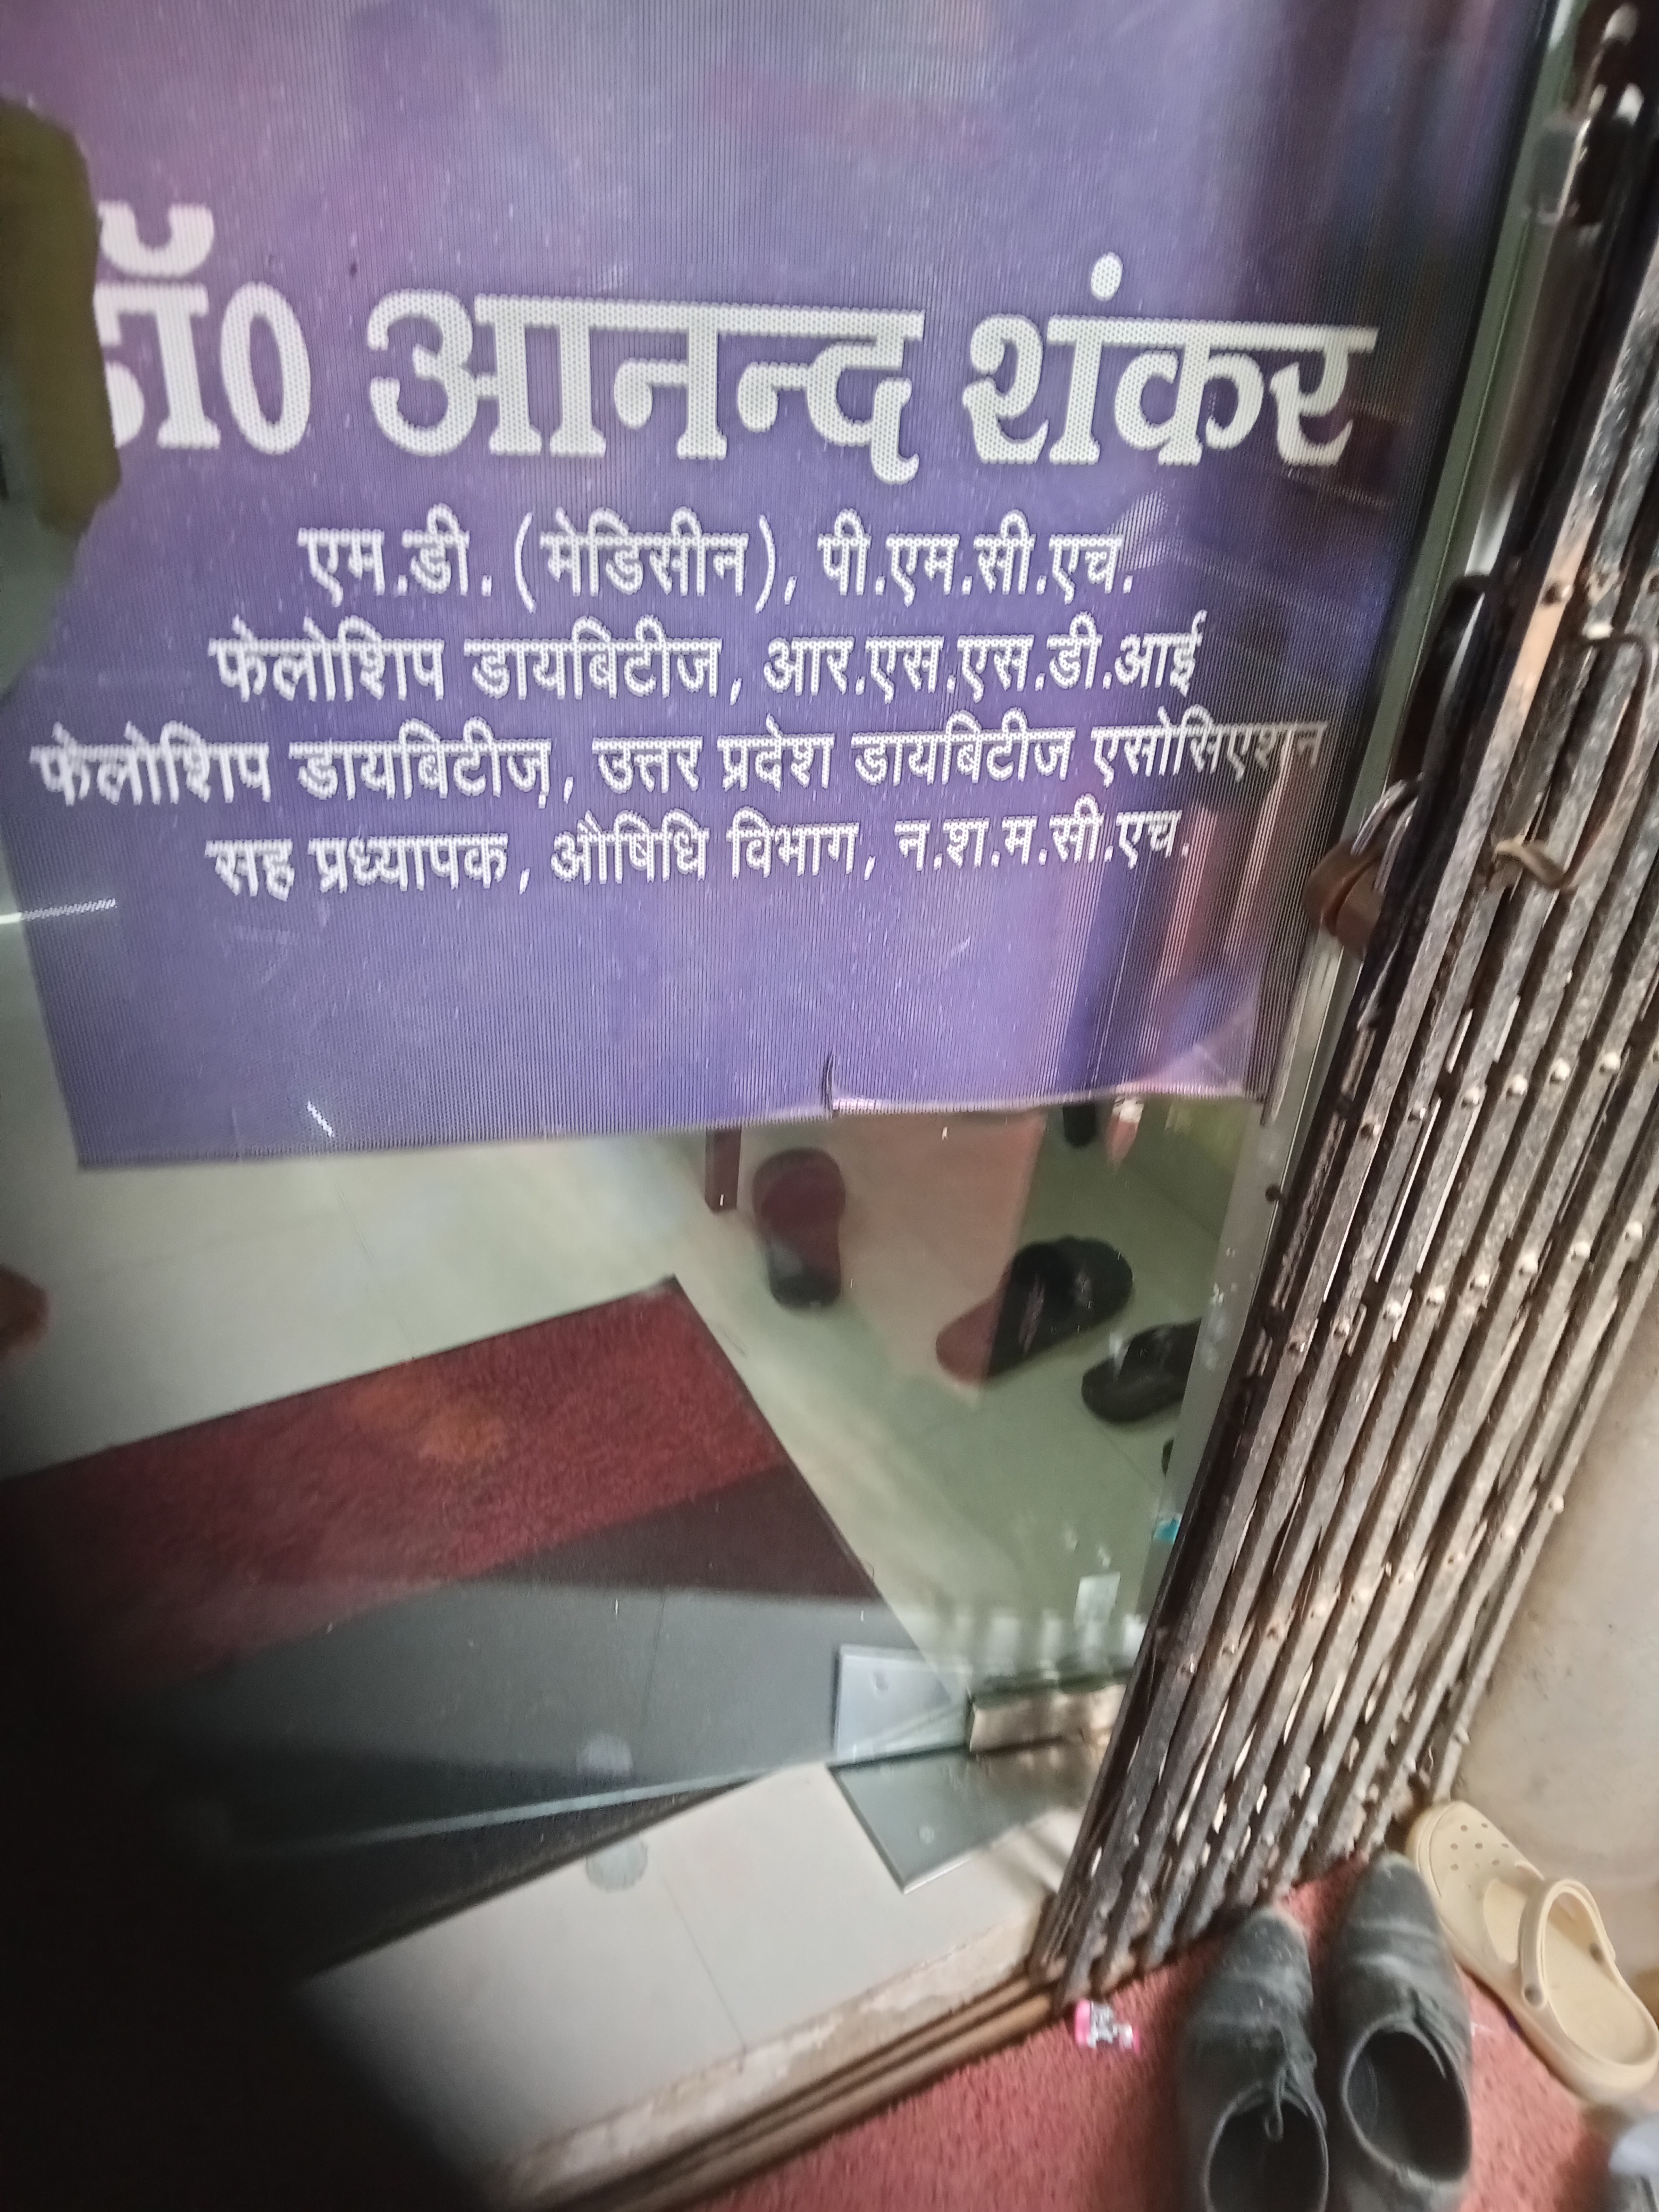 डॉ0 आनन्द शंकर
एम.डी. (मेडिसीन), पी.एम.सी.एच.
फेलोशिप डायबिटीज, आर.एस.एस.डी.आई
फेलोशिप डायबिटीज़, उत्तर प्रदेश डायबिटीज एसोसिएशन
सह प्रध्यापक, औषिधि विभाग, न.श.म.सी.एच.